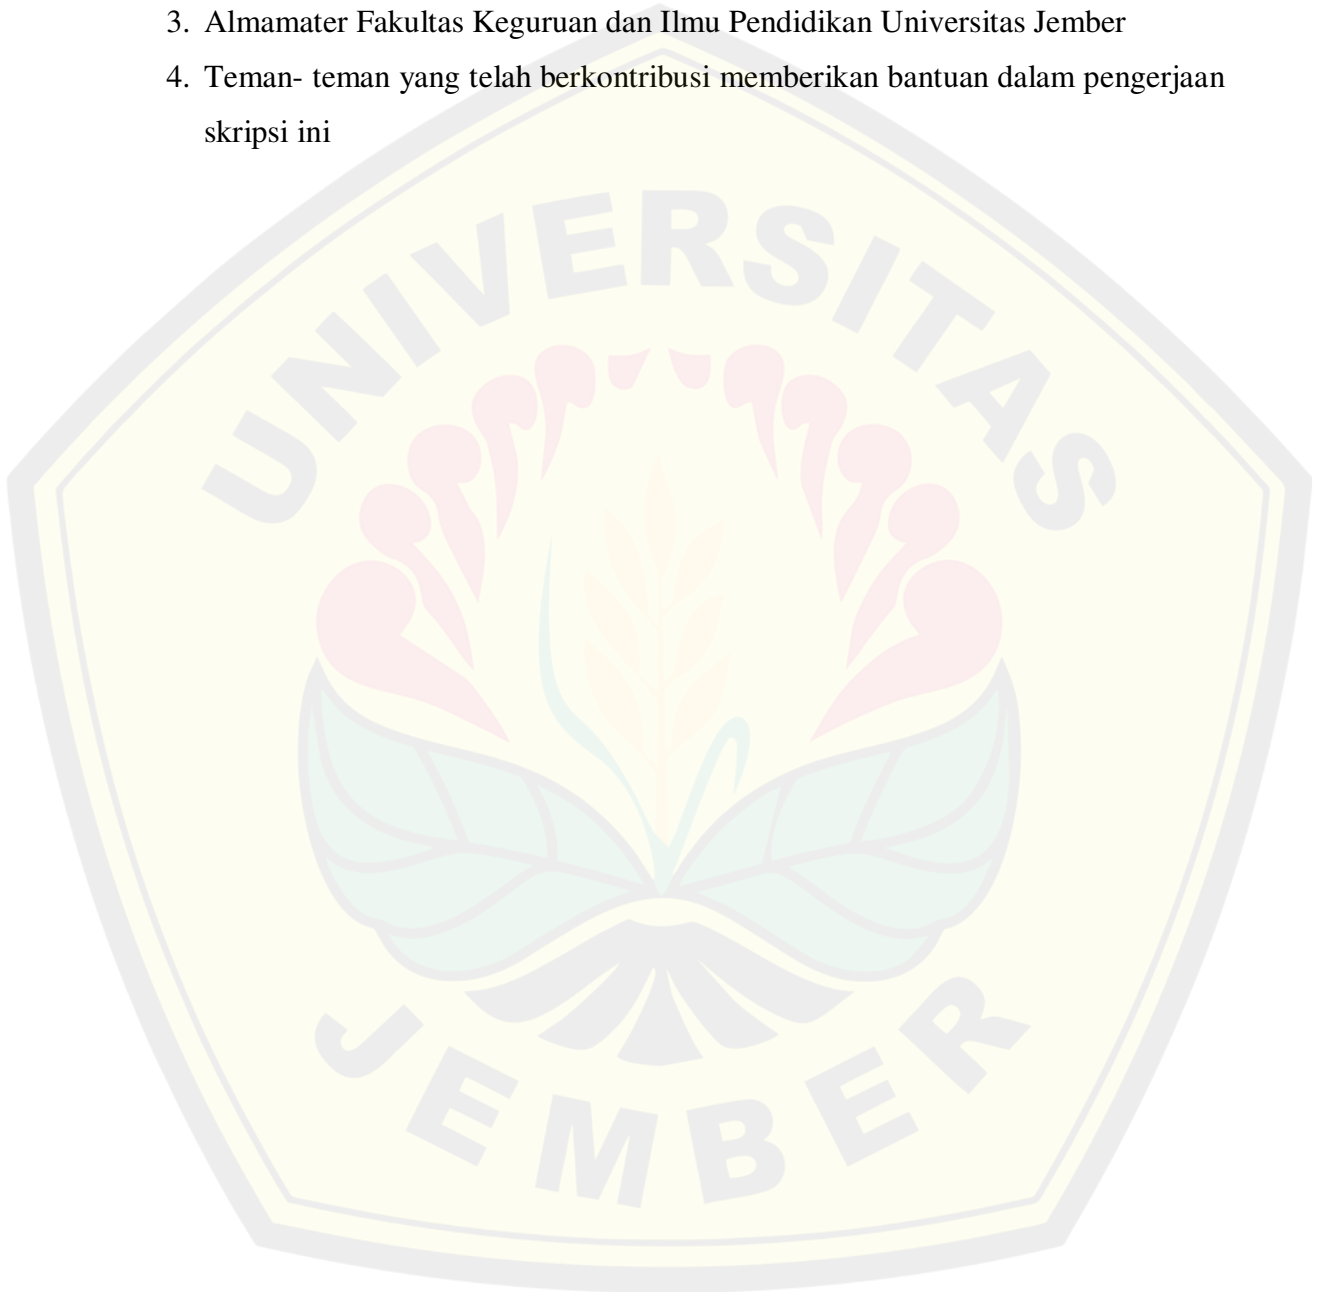 3. Almamater Fakultas Keguruan dan Ilmu Pendidikan Universitas Jember
4. Teman- teman yang telah berkontribusi memberikan bantuan dalam pengerjaan
skripsi ini
UNIVERSITAS
JEMBER